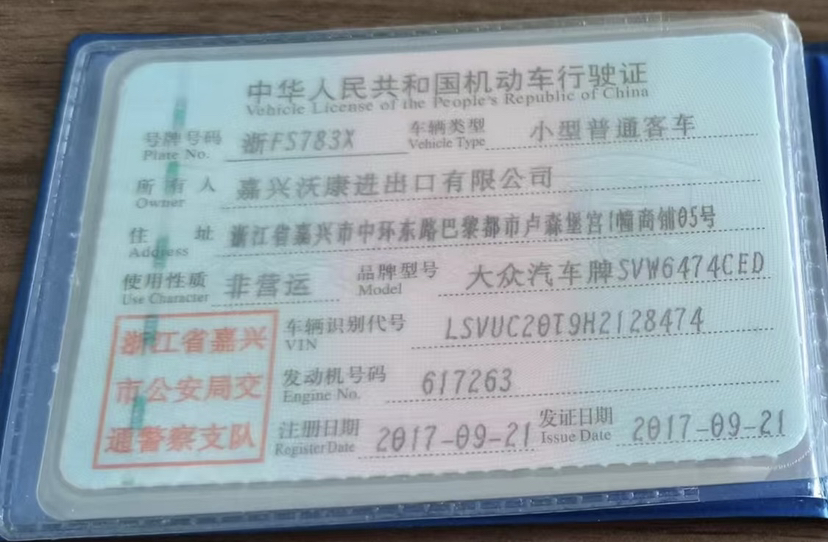 中华人民共和国机动车行驶证
Vehicle License of the People's Republic of China
号牌号码 浙FS783X 车辆类型 小型普通客车
Plate No. Vehicle Type
所有人 嘉兴沃康进出口有限公司
Owner
住址 浙江省嘉兴市中环东路巴黎都市卢森堡宫1幢商铺05号
Address
使用性质 非营运 品牌型号 大众汽车牌SVW6474CED
Use Character Model
浙江省嘉兴
市公安局交
通警察支队
车辆识别代号 LSVUC20T9H2128474
VIN
发动机号码 617263
Engine No.
注册日期 2017-09-21 发证日期 2017-09-21
Register Date Issue Date